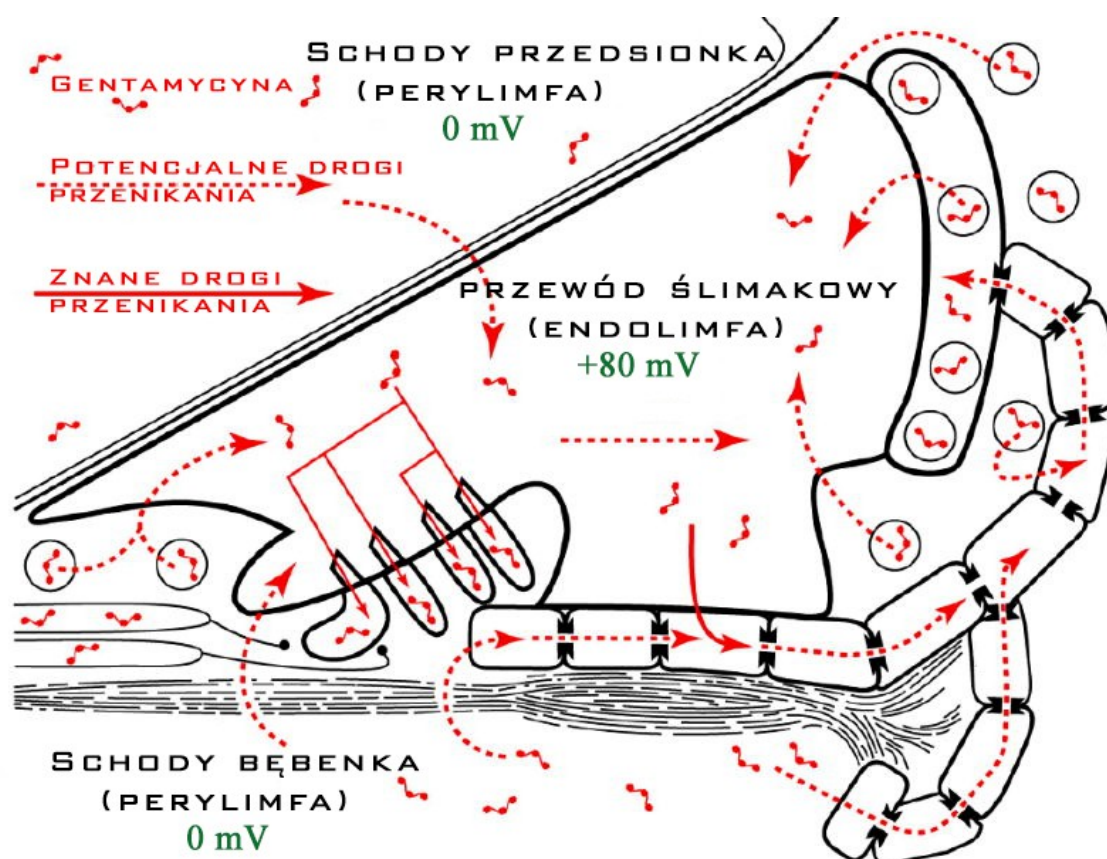 Schody przedsionka
(perylimfa)
0 mV
Gentamycyna
Potencjalne drogi
przenikania
Znane drogi
przenikania
przewód ślimakowy
(endolimfa)
+80 mV
Schody bębenka
(perylimfa)
0 mV